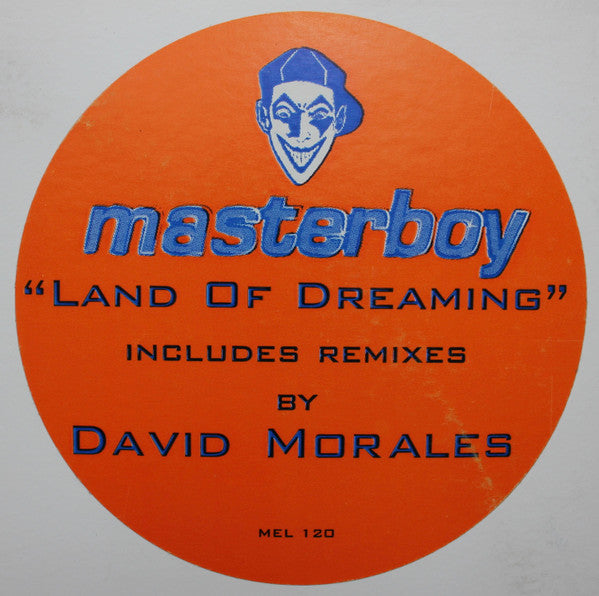 masterboy
“LAND OF DREAMING”
INCLUDES REMIXES
BY
DAVID MORALES
MEL 120